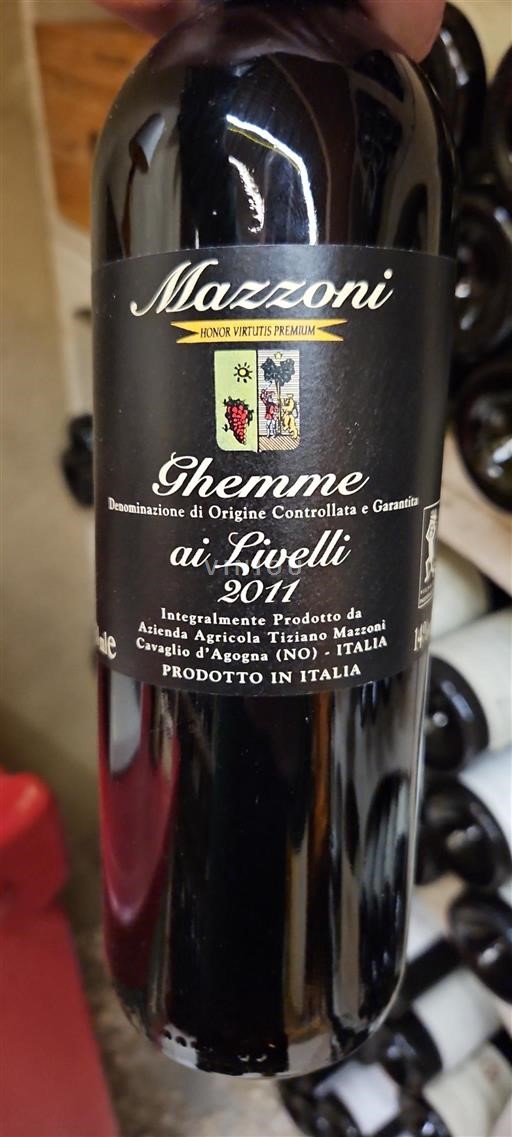 Mazzoni
HONOR VIRTUTIS PREMIUM
Ghemme
Denominazione di Origine Controllata e Garantita
ai Livelli
2011
Integralmente Prodotto da
Azienda Agricola Tiziano Mazzoni
Cavaglio d'Agogna (NO) - ITALIA
PRODOTTO IN ITALIA